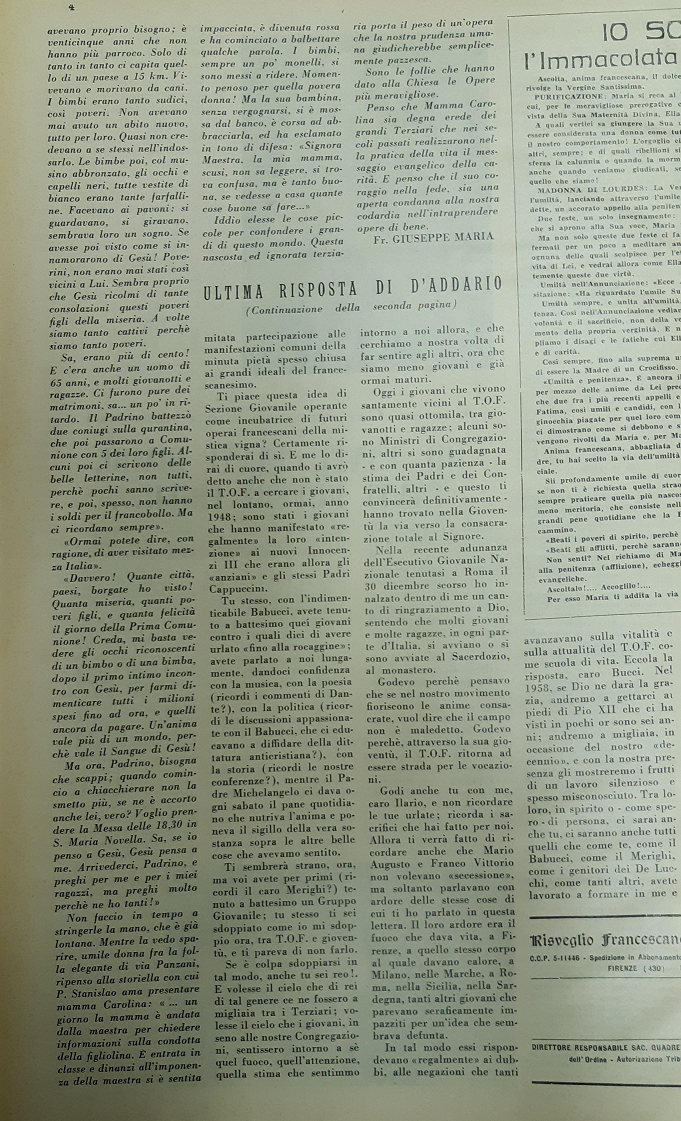 4
avevano proprio bisogno; è
venticinque anni che non
hanno più parroco. Solo di
tanto in tanto ci capita quel-
lo di un paese a 15 km. Vi-
vevano e morivano da cani.
I bimbi erano tanto sudici,
così poveri. Non avevano
mai avuto un abito nuovo,
tutto per loro. Quasi non cre-
devano a se stessi nell'indos-
sarlo. Le bimbe poi, col mu-
sino abbronzato, gli occhi e
capelli neri, tutte vestite di
bianco erano tante farfalli-
ne. Facevano ai pavoni: si
guardavano, si giravano,
sembrava loro un sogno. Se
avesse poi visto come si in-
namorarono di Gesù! Pove-
rini, non erano mai stati così
vicini a Lui. Sembra proprio
che Gesù ricolmi di tante
consolazioni questi poveri
figli della miseria. A volte
siamo tanto cattivi perchè
siamo tanto poveri.
Sa, erano più di cento!
E c'era anche un uomo di
65 anni, e molti giovanotti e
ragazze. Ci furono pure dei
matrimoni, sa... un po' in ri-
tardo. Il Padrino battezzò
due coniugi sulla qurantina,
che poi passarono a Comu-
nione con 5 dei loro figli. Al-
cuni poi ci scrivono delle
belle letterine, non tutti,
perchè pochi sanno scrive-
re, e poi, spesso, non hanno
i soldi per il francobollo. Ma
ci ricordano sempre».
«Ormai potete dire, con
ragione, di aver visitato mez-
za Italia».
«Davvero! Quante città,
paesi, borgate ho visto!
Quanta miseria, quanti po-
veri figli, e quanta felicità
il giorno della Prima Comu-
nione! Creda, mi basta ve-
dere gli occhi riconoscenti
di un bimbo o di una bimba,
dopo il primo intimo incon-
tro con Gesù, per farmi di-
menticare tutti i milioni
spesi fino ad ora, e quelli
ancora da pagare. Un'anima
vale più di un mondo, per-
chè vale il Sangue di Gesù!
Ma ora, Padrino, bisogna
che scappi; quando comin-
cio a chiacchierare non la
smetto più, se ne è accorto
anche lei, vero? Voglio pren-
dere la Messa delle 18,30 in
S. Maria Novella. Sa, se io
penso a Gesù, Gesù pensa a
me. Arrivederci, Padrino, e
preghi per me e per i miei
ragazzi, ma preghi molto
perchè ne ho tanti!»
Non faccio in tempo a
stringerle la mano, che è già
lontana. Mentre la vedo spa-
rire, umile donna fra la fol-
la elegante di via Panzani,
ripenso alla storiella con cui
P. Stanislao ama presentare
mamma Carolina: « ... un
giorno la mamma è andata
dalla maestra per chiedere
informazioni sulla condotta
della figliolina. E entrata in
classe e dinanzi all'imponen-
za della maestra si è sentita
impacciata, è divenuta rossa
e ha cominciato a balbettare
qualche parola. I bimbi,
sempre un po' monelli, si
sono messi a ridere. Momen-
to penoso per quella povera
donna! Ma la sua bambina,
senza vergognarsi, si è mos-
sa dal banco, è corsa ad ab-
bracciarla, ed ha esclamato
in tono di difesa: «Signora
Maestra, la mia mamma,
scusi, non sa leggere, si tro-
va confusa, ma è tanto buo-
na, se vedesse a casa quante
cose buone sa fare...»
Iddio elesse le cose pic-
cole per confondere i gran-
di di questo mondo. Questa
nascosta ed ignorata terzia-
ria porta il peso di un'opera
che la nostra prudenza uma-
na giudicherebbe semplice-
mente pazzesca.
Sono le follie che hanno
dato alla Chiesa le Opere
più meravigliose.
Penso che Mamma Caro-
lina sia degna erede dei
grandi Terziari che nei se-
coli passati realizzarono nel-
la pratica della vita il mes-
saggio evangelico della ca-
rità. E penso che il suo co-
raggio nella fede, sia una
aperta condanna alla nostra
codardia nell'intraprendere
opere di bene.
Fr. GIUSEPPE MARIA
ULTIMA RISPOSTA DI D'ADDARIO
(Continuazione della seconda pagina)
mitata partecipazione alle
manifestazioni comuni della
minuta pietà spesso chiusa
ai grandi ideali del france-
scanesimo.
Ti piace questa idea di
Sezione Giovanile operante
come incubatrice di futuri
operai francescani della mi-
stica vigna? Certamente ri-
sponderai di sì. E me lo di-
rai di cuore, quando ti avrò
detto anche che non è stato
il T.O.F. a cercare i giovani,
nel lontano, ormai, anno
1948; sono stati i giovani
che hanno manifestato «re-
galmente» la loro «inten-
zione» ai nuovi Innocen-
zi III che erano allora gli
«anziani» e gli stessi Padri
Cappuccini.
Tu stesso, con l'indimen-
ticabile Babucci, avete tenu-
to a battesimo quei giovani
contro i quali dici di avere
urlato «fino alla rocaggine»;
avete parlato a noi lunga-
mente, dandoci confidenza
con la musica, con la poesia
(ricordi i commenti di Dan-
te?), con la politica (ricor-
di le discussioni appassiona-
te con il Babucci, che ci edu-
cavano a diffidare della dit-
tatura anticristiana?), con
la storia (ricordi le nostre
conferenze?), mentre il Pa-
dre Michelangelo ci dava o-
gni sabato il pane quotidia-
no che nutriva l'anima e po-
neva il sigillo della vera so-
stanza sopra le altre belle
cose che avevamo sentito.
Ti sembrerà strano, ora,
ma voi avete per primi (ri-
cordi il caro Merighi?) te-
nuto a battesimo un Gruppo
Giovanile; tu stesso ti sei
sdoppiato come io mi sdop-
pio ora, tra T.O.F. e gioven-
tù, e ti pareva di non farlo.
Se è colpa sdoppiarsi in
tal modo, anche tu sei reo!.
E volesse il cielo che di rei
di tal genere ce ne fossero a
migliaia tra i Terziari; vo-
lesse il cielo che i giovani, in
seno alle nostre Congregazio-
ni, sentissero intorno a sè
quel fuoco, quell'attenzione,
quella stima che sentimmo
intorno a noi allora, e che
cerchiamo a nostra volta di
far sentire agli altri, ora che
siamo meno giovani e già
ormai maturi.
Oggi i giovani che vivono
santamente vicini al T.O.F.
sono quasi ottomila, tra gio-
vanotti e ragazze; alcuni so-
no Ministri di Congregazio-
ni, altri si sono guadagnata
- e con quanta pazienza - la
stima dei Padri e dei Con-
fratelli, altri - e questo ti
convincerà definitivamente -
hanno trovato nella Gioven-
tù la via verso la consacra-
zione totale al Signore.
Nella recente adunanza
dell'Esecutivo Giovanile Na-
zionale tenutasi a Roma il
30 dicembre scorso ho in-
nalzato dentro di me un can-
to di ringraziamento a Dio,
sentendo che molti giovani
e molte ragazze, in ogni par-
te d'Italia, si avviano o si
sono avviate al Sacerdozio,
al monastero.
Godevo perchè pensavo
che se nel nostro movimento
fioriscono le anime consa-
crate, vuol dire che il campo
non è maledetto. Godevo
perchè, attraverso la sua gio-
ventù, il T.O.F. ritorna ad
essere strada per le vocazio-
ni.
Godi anche tu con me,
caro Ilario, e non ricordare
le tue urlate; ricorda i sa-
crifici che hai fatto per noi.
Allora ti verrà fatto di ri-
cordare anche che Mario
Augusto e Franco Vittorio
non volevano «secessione»,
ma soltanto parlavano con
ardore delle stesse cose di
cui ti ho parlato in questa
lettera. Il loro ardore era il
fuoco che dava vita, a Fi-
renze, a quello stesso corpo
al quale davano calore, a
Milano, nelle Marche, a Ro-
ma, nella Sicilia, nella Sar-
degna, tanti altri giovani che
parevano seraficamente im-
pazziti per un'idea che sem-
brava defunta.
In tal modo essi rispon-
devano «regalmente» ai dub-
bi, alle negazioni che tanti
IO SO
l'Immacolata
Ascolta, anima francescana, il dolce
rivolge la Vergine Santissima.
PURIFICAZIONE: Maria si reca al
cui, per le meravigliose prerogative
vista della Sua Maternità Divina, Ella
A quali vertici sa giungere la Sua
essere considerata una donna come tut
il nostro comportamento! L'orgoglio ci
altri, sempre; e di quali ribellioni si
sferza la calunnia o quando la morm
anche quando veniamo giudicati, se
quello che siamo!
MADONNA DI LOURDES: La Ver
l'umiltà, lanciando attraverso l'umile
dette, un accorato appello alla peniten
Due feste, un solo insegnamento:
che si aprono alla Sua voce, Maria
Ma non solo queste due feste ci fa
fermati per un poco a meditare an
ognuna delle quali scolpisce per l'et
vita di Lei, e vedrai allora come Ella
temente queste due virtù.
Umiltà nell'Annunciazione: «Ecce
sitazione: «Ha riguardato l'umile Su
Umiltà sempre, e unita all'umiltà,
tenza. Così nell'Annunciazione vediam
volontà e il sacrificio, non della ve
mento della propria verginità. E n
pliamo i disagi e le fatiche cui Ella
e di carità.
Così sempre, fino alla suprema u
di essere la Madre di un Crocifisso.
«Umiltà e penitenza». È ancora il
per mezzo delle anime da Lei pre
che due fra i più recenti appelli e
Fatima, così umili e candidi, con l
ginocchia piagate per quel loro com
ci dimostrano come si debbono e s
vengono rivolti da Maria e, per Ma
Anima francescana, abbagliata d
dre, tu hai scelto la via dell'umiltà
ciale.
Sii profondamente umile di cuor
se non ti è richiesta quella straor
sempre praticare quella più nascos
meno meritoria, che consiste nell
grandi pene quotidiane che la P
cammino.
«Beati i poveri di spirito, perchè
«Beati gli afflitti, perchè sarann
Non senti? Nel richiamo di Ma
alla penitenza (afflizione), echegg
evangeliche.
Ascoltalo!.... Accoglilo!....
Per esso Maria ti addita la via
avanzavano sulla vitalità e
sulla attualità del T.O.F. co-
me scuola di vita. Eccola la
risposta, caro Bucci. Nel
1958, se Dio ne darà la gra-
zia, andremo a gettarci ai
piedi di Pio XII che ci ha
visti in pochi or sono sei an-
ni; andremo a migliaia, in
occasione del nostro «de-
cennio», e con la nostra pre-
senza gli mostreremo i frutti
di un lavoro silenzioso e
spesso misconosciuto. Tra lo-
loro, in spirito o - come spe-
ro - di persona, ci sarai an-
che tu, ci saranno anche tutti
quelli che come te, come il
Babucci, come il Merighi,
come i genitori dei De Luc-
chi, come tanti altri, avete
lavorato a formare in me e
Risveglio Francescano
C.C.P. 5-11446 - Spedizione in Abbonament
FIRENZE (430)
DIRETTORE RESPONSABILE SAC. QUADRE
dell'Ordine - Autorizzazione Trib